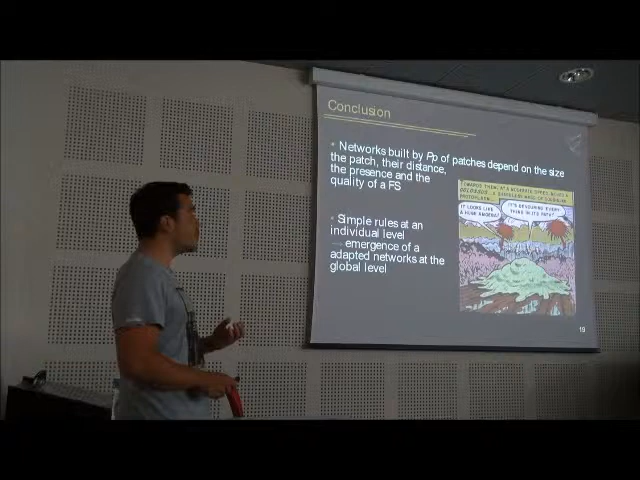 Conclusion
Networks built by Pp of patches depend on the size
the patch, their distance,
the presence and the
quality of a FS
Simple rules at an
individual level
→ emergence of a
adapted networks at the
global level
IT LOOKS LIKE
A HUGE AMOEBA!
IT'S DEVOURING EVERY-
THING IN ITS PATH!
19